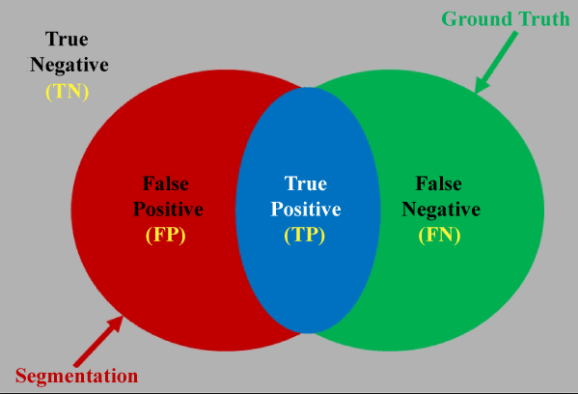 Ground Truth
True
Negative
(TN)
False
Positive
(FP)
True
Positive
(TP)
False
Negative
(FN)
Segmentation